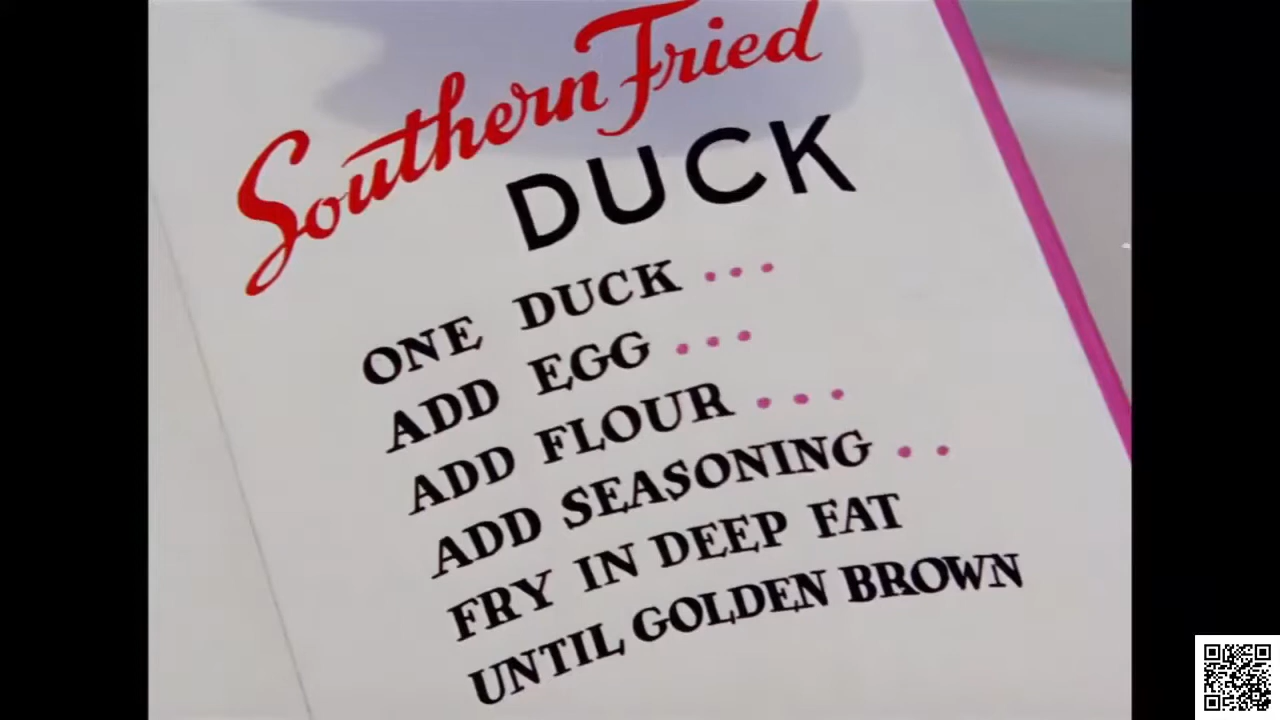 Southern Fried
DUCK
ONE DUCK...
ADD EGG...
ADD FLOUR...
ADD SEASONING..
FRY IN DEEP FAT
UNTIL GOLDEN BROWN